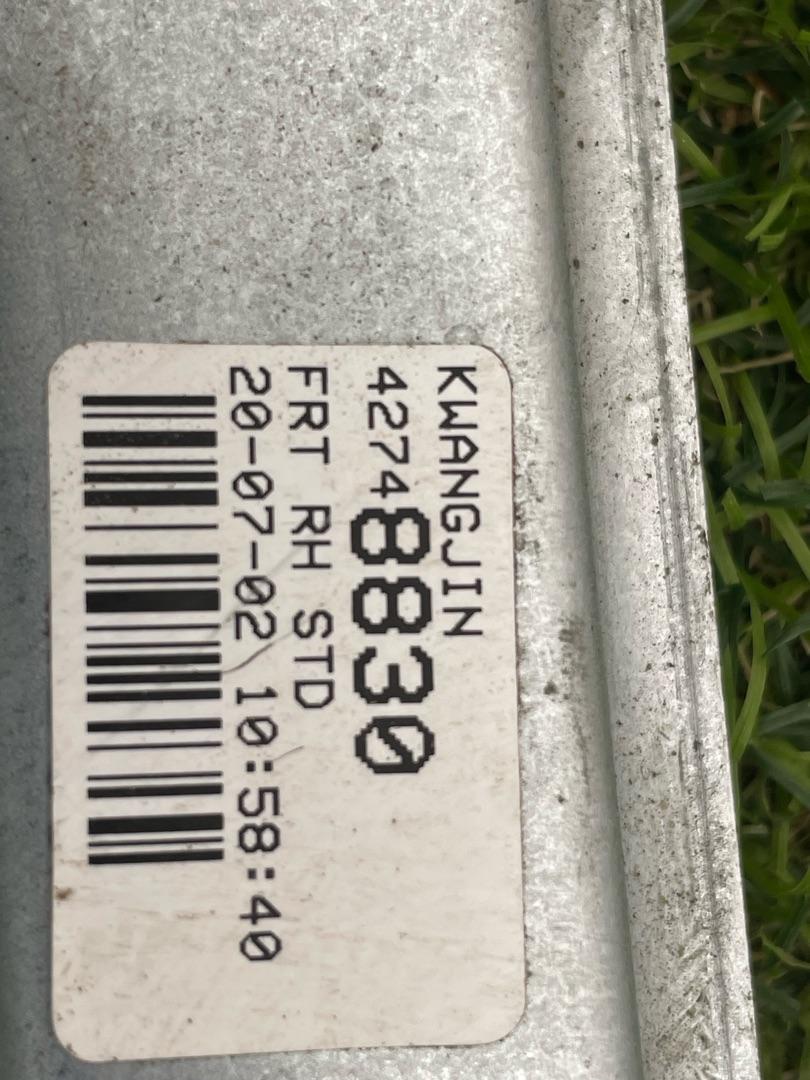 KWANGJIN
42748830
FRT RH STD
20-07-02 10:58:40